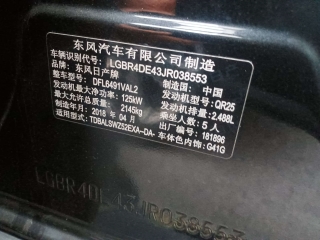 东风汽车有限公司制造
车辆识别代号: LGBR4DE43JR038553
品牌: 东风日产牌 制造国: 中国
整车型号: DFL6491VAL2 发动机型号: QR25
发动机最大净功率: 125kW 发动机排量: 2.488L
最大允许总质量: 2145kg 乘坐人数: 5 人
制造年月: 2018 年 04 月 出厂编号: 181896
适用型式: TDBALSWZ52EXA-DA- 车体色内饰: G41G
LGBR4DE43JR038553